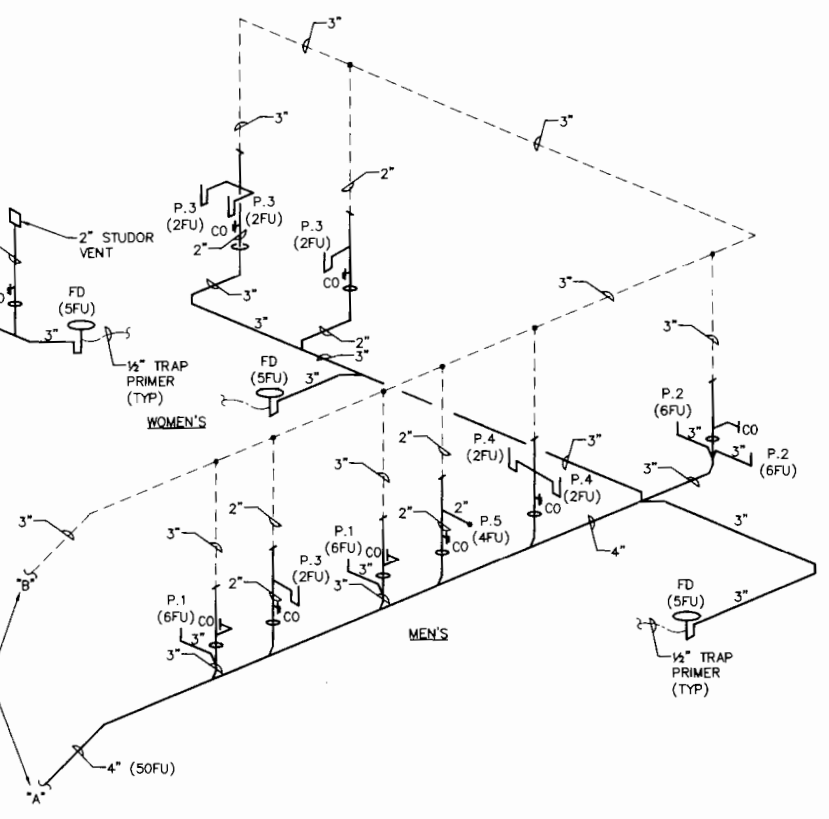 3"
3"
3"
2"
P.3
(2FU)
P.3
(2FU)
CO
2"
P.3
(2FU)
CO
2" STUDOR
VENT
3"
3"
3"
2"
3"
FD
(5FU)
3"
½" TRAP
PRIMER
(TYP)
WOMEN'S
FD
(5FU)
3"
3"
3"
P.2
(6FU)
CO
3"
3"
P.2
(6FU)
3"
P.4
(2FU)
3"
P.4
(2FU)
CO
4"
3"
3"
FD
(5FU)
½" TRAP
PRIMER
(TYP)
3"
2"
2"
P.5
(4FU)
2"
CO
P.1
(6FU)
CO
3"
3"
2"
P.3
(2FU)
2"
CO
3"
P.1
(6FU)
CO
3"
3"
MEN'S
3"
"B"
4" (50FU)
"A"